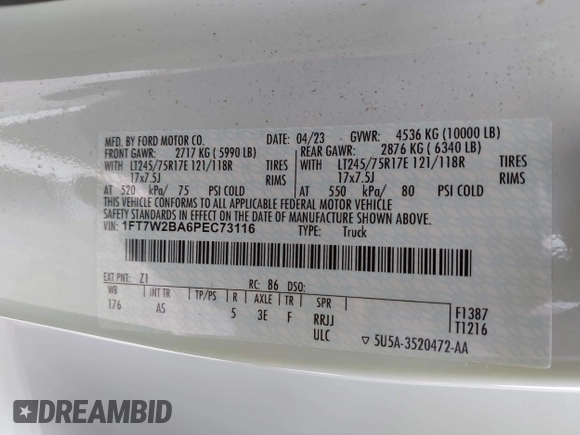 MFD. BY FORD MOTOR CO. 04/23 GVWR: 4536 KG (10000 LB)
FRONT GAWR: 2717 KG ( 5990 LB) REAR GAWR: 2876 KG ( 6340 LB)
WITH LT245/75R17E 121/118R TIRES WITH LT245/75R17E 121/118R TIRES
17x7.5J RIMS 17x7.5J RIMS
AT 520 kPa/ 75 PSI COLD AT 550 kPa/ 80 PSI COLD
THIS VEHICLE CONFORMS TO ALL APPLICABLE FEDERAL MOTOR VEHICLE
SAFETY STANDARDS IN EFFECT ON THE DATE OF MANUFACTURE SHOWN ABOVE.
VIN: 1FT7W2BA6PEC73116 TYPE: Truck
EXT PNT: Z1 RC: 86 DSO:
WB INT TR TP/PS R AXLE TR SPR F1387
176 AS 5 3E F RRJJ T1216
ULC ▽ 5U5A-3520472-AA
DREAMBID